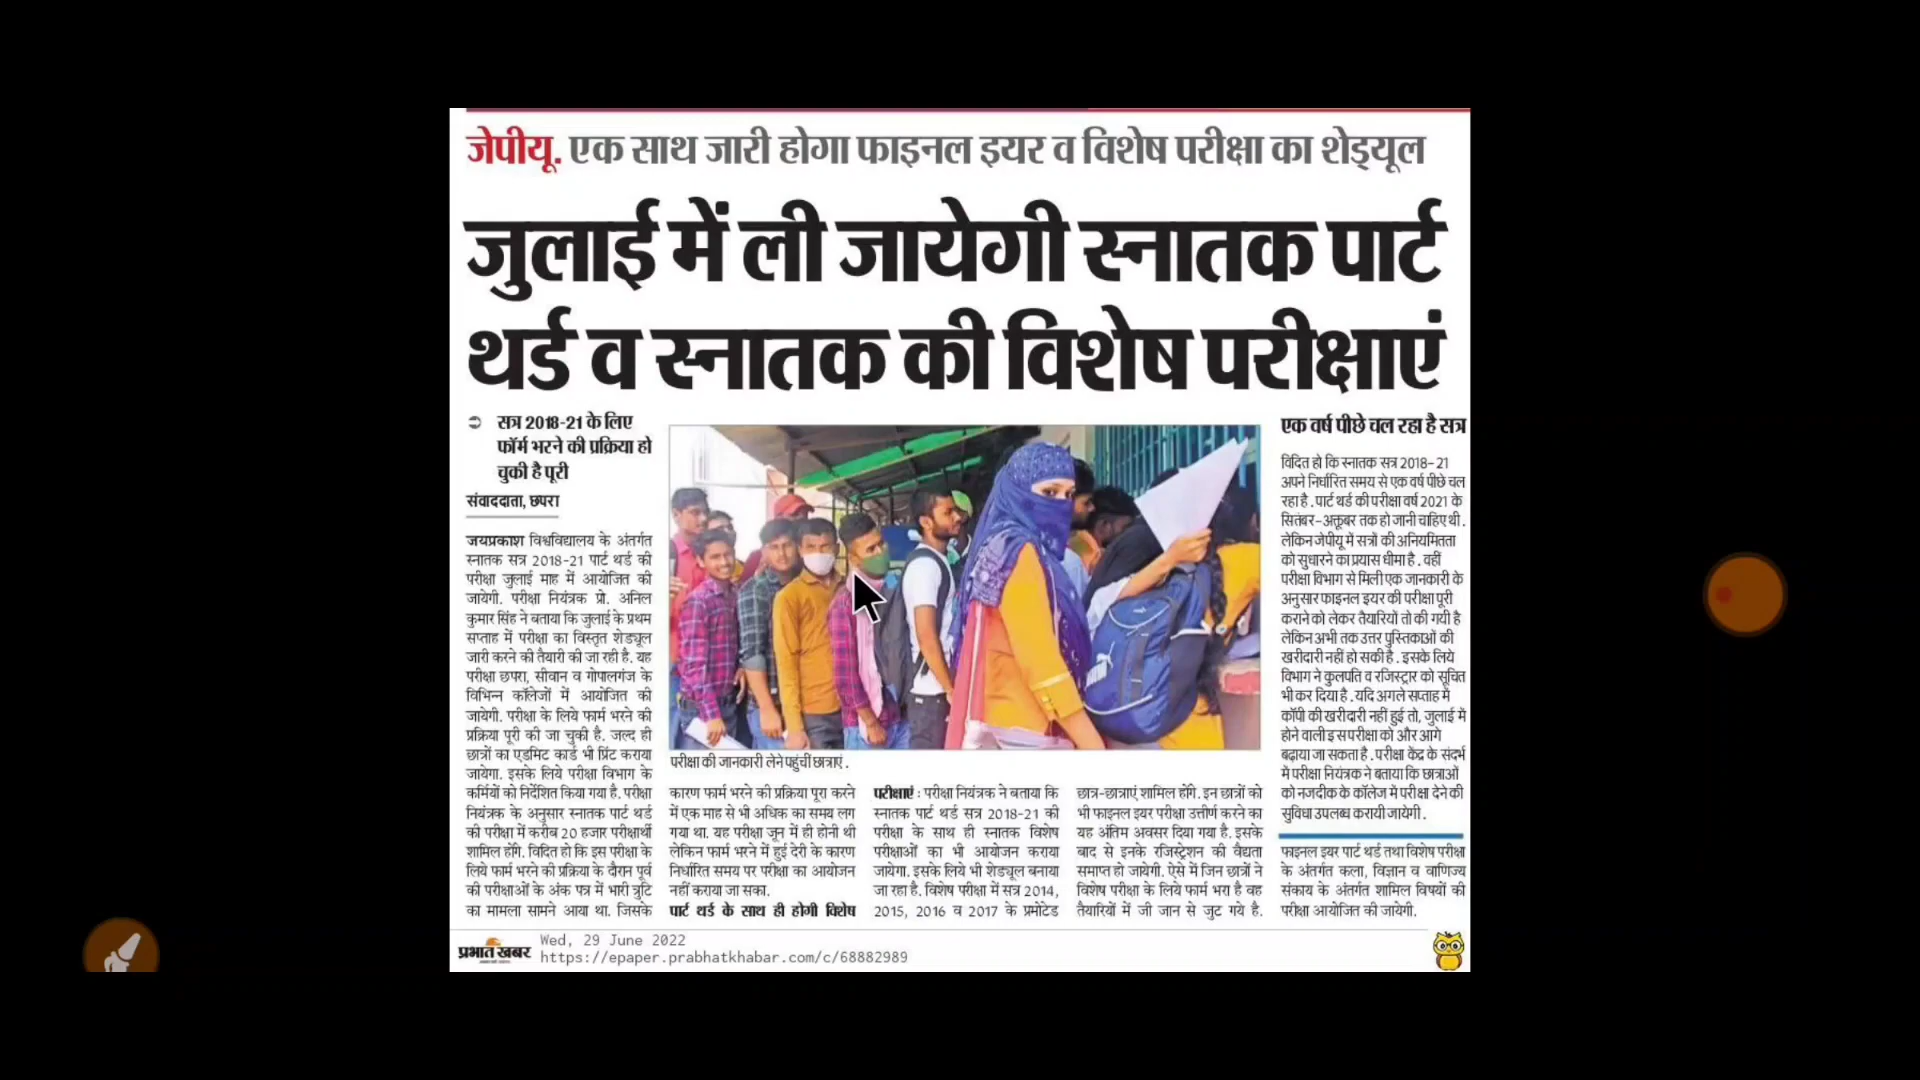 जेपीयू. एक साथ जारी होगा फाइनल इयर व विशेष परीक्षा का शेड्यूल
जुलाई में ली जायेगी स्नातक पार्ट
थर्ड व स्नातक की विशेष परीक्षाएं
सत्र 2018-21 के लिए
फॉर्म भरने की प्रक्रिया हो
चुकी है पूरी
संवाददाता, छपरा
जयप्रकाश विश्वविद्यालय के अंतर्गत
स्नातक सत्र 2018-21 पार्ट थर्ड की
परीक्षा जुलाई माह में आयोजित की
जायेगी. परीक्षा नियंत्रक प्रो. अनिल
कुमार सिंह ने बताया कि जुलाई के प्रथम
सप्ताह में परीक्षा का विस्तृत शेड्यूल
जारी करने की तैयारी की जा रही है. यह
परीक्षा छपरा, सीवान व गोपालगंज के
विभिन्न कॉलेजों में आयोजित की
जायेगी. परीक्षा के लिये फार्म भरने की
प्रक्रिया पूरी की जा चुकी है. जल्द ही
छात्रों का एडमिट कार्ड भी प्रिंट कराया
जायेगा. इसके लिये परीक्षा विभाग के
कर्मियों को निर्देशित किया गया है. परीक्षा
नियंत्रक के अनुसार स्नातक पार्ट थर्ड
की परीक्षा में करीब 20 हजार परीक्षार्थी
शामिल होंगे. विदित हो कि इस परीक्षा के
लिये फार्म भरने की प्रक्रिया के दौरान पूर्व
की परीक्षाओं के अंक पत्र में भारी त्रुटि
का मामला सामने आया था. जिसके
परीक्षा की जानकारी लेने पहुंचीं छात्राएं.
कारण फार्म भरने की प्रक्रिया पूरा करने
में एक माह से भी अधिक का समय लग
गया था. यह परीक्षा जून में ही होनी थी
लेकिन फार्म भरने में हुई देरी के कारण
निर्धारित समय पर परीक्षा का आयोजन
नहीं कराया जा सका.
पार्ट थर्ड के साथ ही होगी विशेष
परीक्षाएं : परीक्षा नियंत्रक ने बताया कि
स्नातक पार्ट थर्ड सत्र 2018-21 की
परीक्षा के साथ ही स्नातक विशेष
परीक्षाओं का भी आयोजन कराया
जायेगा. इसके लिये भी शेड्यूल बनाया
जा रहा है. विशेष परीक्षा में सत्र 2014,
2015, 2016 व 2017 के प्रमोटेड
छात्र-छात्राएं शामिल होंगे. इन छात्रों को
भी फाइनल इयर परीक्षा उत्तीर्ण करने का
यह अंतिम अवसर दिया गया है. इसके
बाद से इनके रजिस्ट्रेशन की वैधता
समाप्त हो जायेगी. ऐसे में जिन छात्रों ने
विशेष परीक्षा के लिये फार्म भरा है वह
तैयारियों में जी जान से जुट गये है.
एक वर्ष पीछे चल रहा है सत्र
विदित हो कि स्नातक सत्र 2018-21
अपने निर्धारित समय से एक वर्ष पीछे चल
रहा है. पार्ट थर्ड की परीक्षा वर्ष 2021 के
सितंबर-अक्तूबर तक हो जानी चाहिए थी.
लेकिन जेपीयू में सत्रों की अनियमितता
को सुधारने का प्रयास धीमा है. वहीं
परीक्षा विभाग से मिली एक जानकारी के
अनुसार फाइनल इयर की परीक्षा पूरी
कराने को लेकर तैयारियों तो की गयी है
लेकिन अभी तक उत्तर पुस्तिकाओं की
खरीदारी नहीं हो सकी है. इसके लिये
विभाग ने कुलपति व रजिस्ट्रार को सूचित
भी कर दिया है. यदि अगले सप्ताह में
कॉपी की खरीदारी नहीं हुई तो, जुलाई में
होने वाली इस परीक्षा को और आगे
बढ़ाया जा सकता है. परीक्षा केंद्र के संदर्भ
में परीक्षा नियंत्रक ने बताया कि छात्राओं
को नजदीक के कॉलेज में परीक्षा देने की
सुविधा उपलब्ध करायी जायेगी.
फाइनल इयर पार्ट थर्ड तथा विशेष परीक्षा
के अंतर्गत कला, विज्ञान व वाणिज्य
संकाय के अंतर्गत शामिल विषयों की
परीक्षा आयोजित की जायेगी.
प्रभात खबर
Wed, 29 June 2022
https://epaper.prabhatkhabar.com/c/68882989